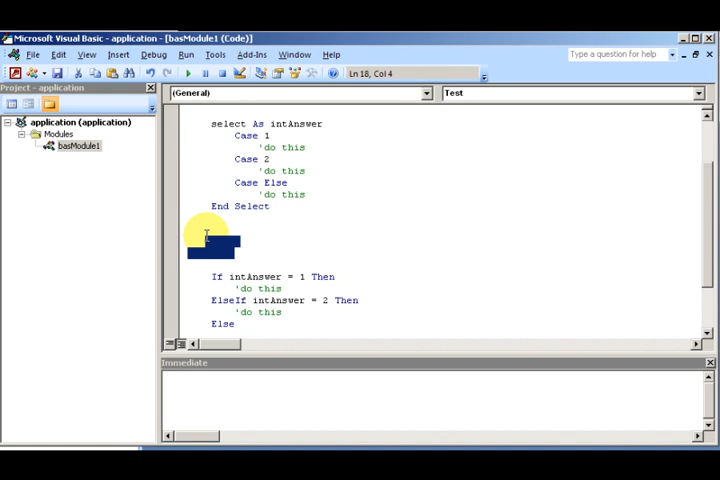 Microsoft Visual Basic - application - [basModule1 (Code)]
File Edit View Insert Debug Run Tools Add-Ins Window Help
Type a question for help
Ln 18, Col 4
Project - application
(General)
Test
application (application)
Modules
basModule1
select As intAnswer
Case 1
'do this
Case 2
'do this
Case Else
'do this
End Select
If intAnswer = 1 Then
'do this
ElseIf intAnswer = 2 Then
'do this
Else
Immediate